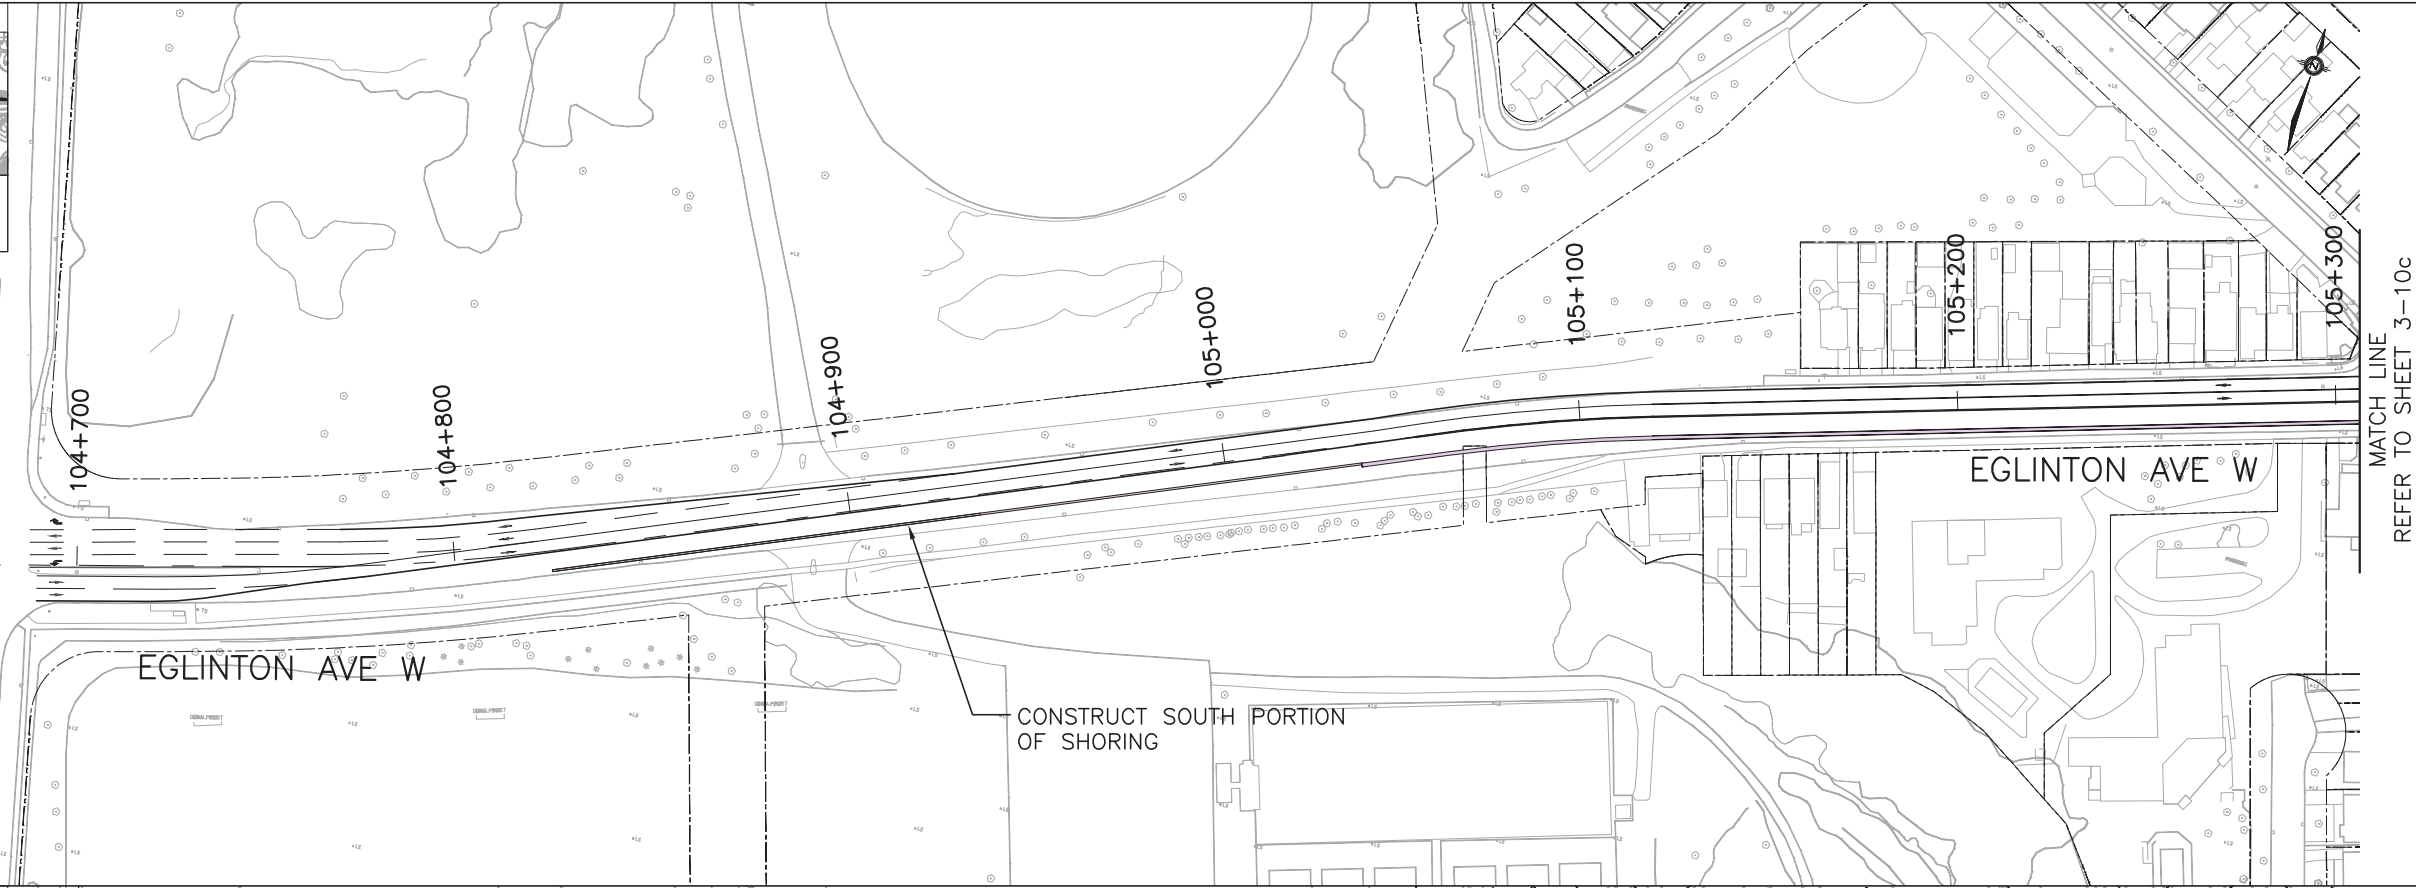 104+700
104+800
104+900
105+000
105+100
105+200
105+300
N
EGLINTON AVE W
EGLINTON AVE W
CONSTRUCT SOUTH PORTION
OF SHORING
MATCH LINE
REFER TO SHEET 3-10c